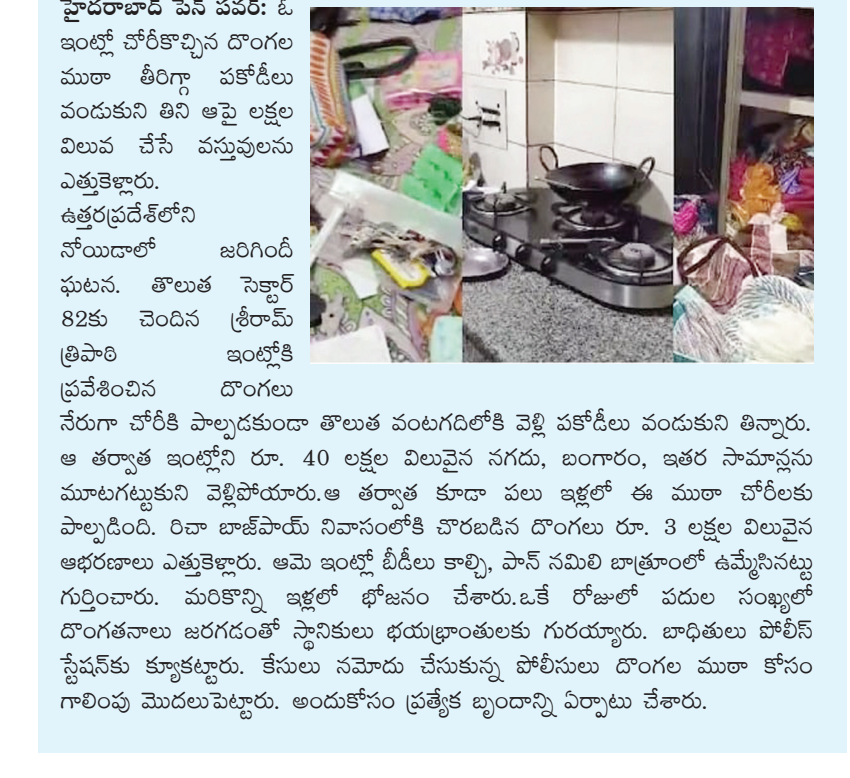 హైదరాబాద్ పెన్ పవర్: ఓ
ఇంట్లో చోరీకొచ్చిన దొంగల
ముఠా తీరిగ్గా పకోడీలు
వండుకుని తిని ఆపై లక్షల
విలువ చేసే వస్తువులను
ఎత్తుకెళ్లారు.
ఉత్తరప్రదేశ్‌లోని
నోయిడాలో జరిగిందీ
ఘటన. తొలుత సెక్టార్
82కు చెందిన శ్రీరామ్
త్రిపాఠి ఇంట్లోకి
ప్రవేశించిన దొంగలు
నేరుగా చోరీకి పాల్పడకుండా తొలుత వంటగదిలోకి వెళ్లి పకోడీలు వండుకుని తిన్నారు.
ఆ తర్వాత ఇంట్లోని రూ. 40 లక్షల విలువైన నగదు, బంగారం, ఇతర సామాన్లను
మూటగట్టుకుని వెళ్లిపోయారు.ఆ తర్వాత కూడా పలు ఇళ్లలో ఈ ముఠా చోరీలకు
పాల్పడింది. రిచా బాజ్‌పాయ్ నివాసంలోకి చొరబడిన దొంగలు రూ. 3 లక్షల విలువైన
ఆభరణాలు ఎత్తుకెళ్లారు. ఆమె ఇంట్లో బీడీలు కాల్చి, పాన్ నమిలి బాత్రూంలో ఉమ్మేసినట్టు
గుర్తించారు. మరికొన్ని ఇళ్లలో భోజనం చేశారు.ఒకే రోజులో పదుల సంఖ్యలో
దొంగతనాలు జరగడంతో స్థానికులు భయభ్రాంతులకు గురయ్యారు. బాధితులు పోలీస్
స్టేషన్‌కు క్యూకట్టారు. కేసులు నమోదు చేసుకున్న పోలీసులు దొంగల ముఠా కోసం
గాలింపు మొదలుపెట్టారు. అందుకోసం ప్రత్యేక బృందాన్ని ఏర్పాటు చేశారు.